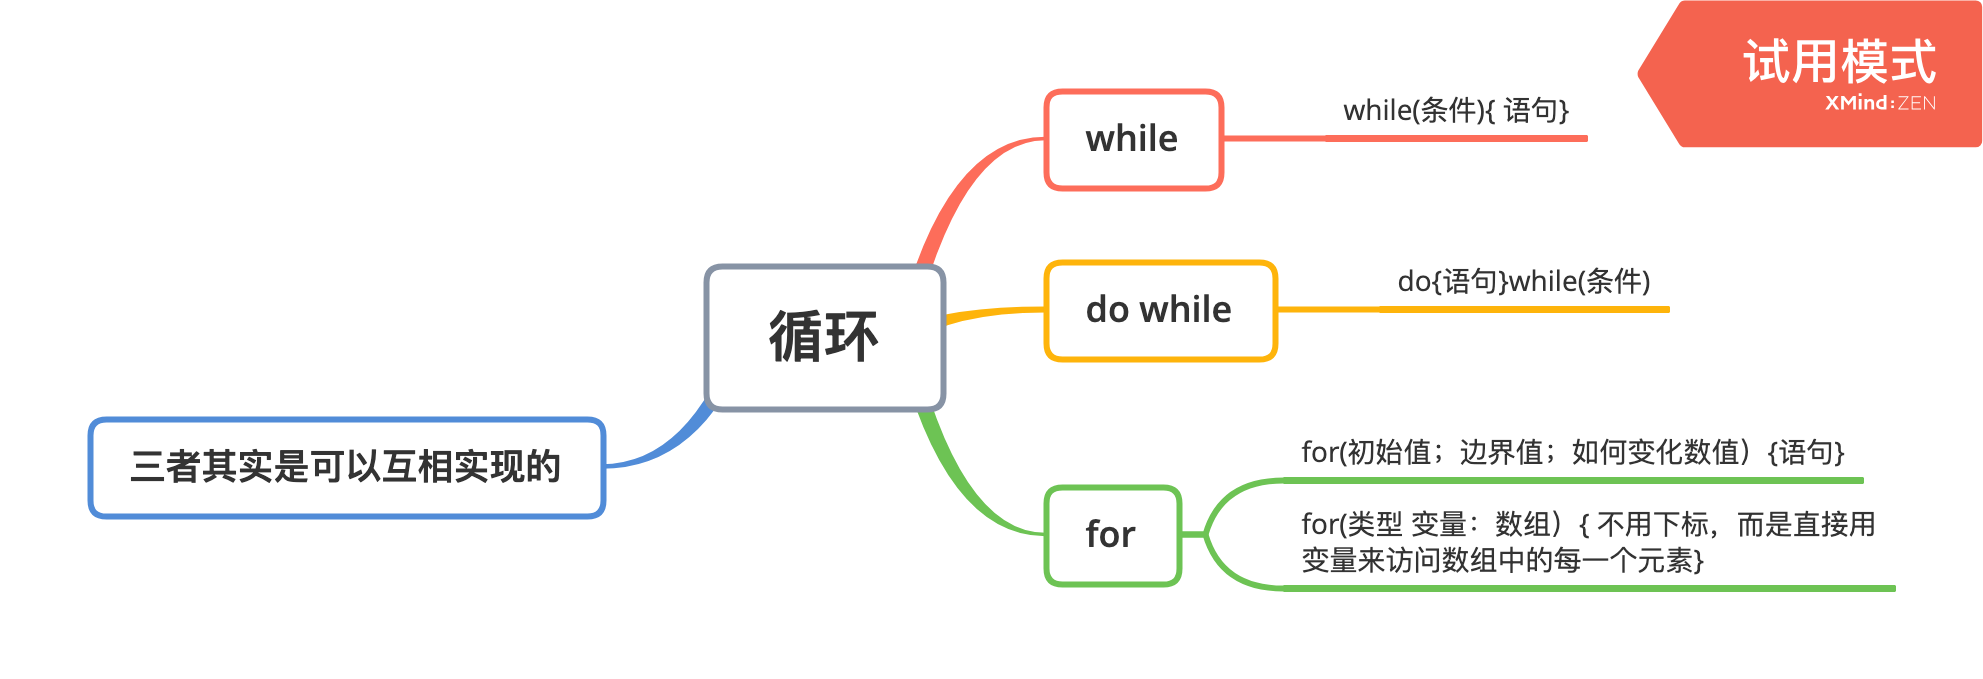 试用模式
XMind:ZEN
while
while(条件){ 语句}
do while
do{语句}while(条件)
循环
三者其实是可以互相实现的
for
for(初始值；边界值；如何变化数值）{语句}
for(类型 变量：数组）{ 不用下标，而是直接用
变量来访问数组中的每一个元素}